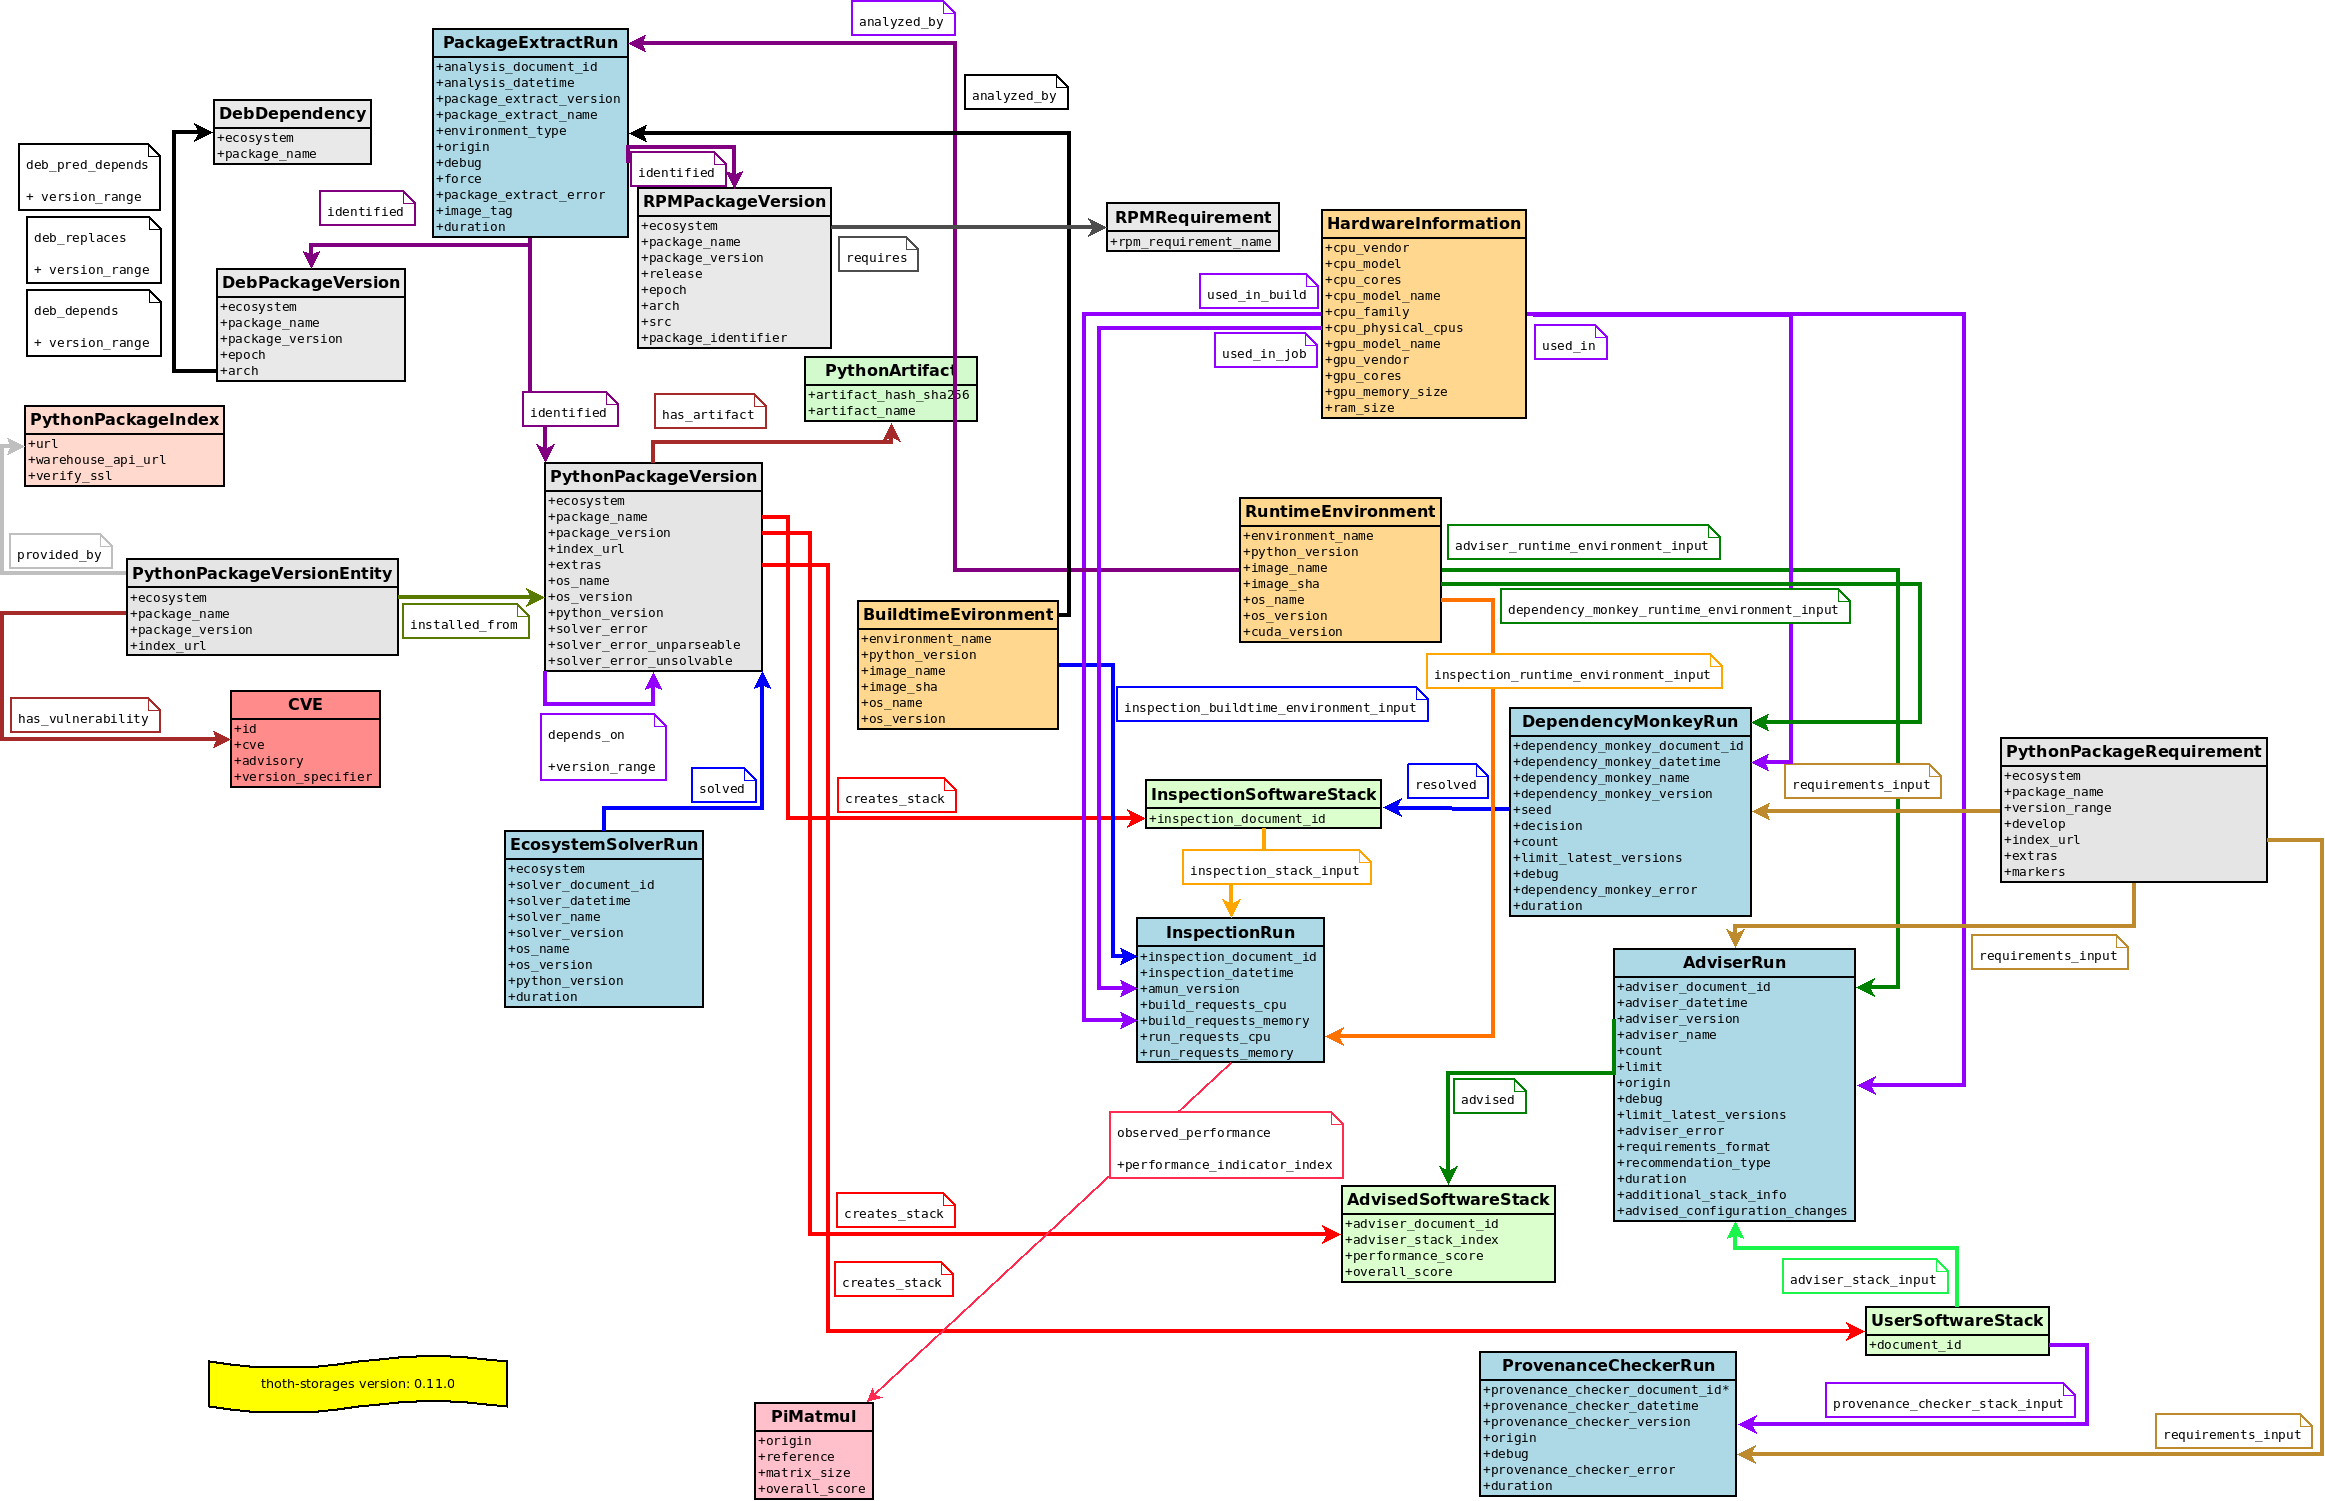 analyzed_by
PackageExtractRun
+analysis_document_id
+analysis_datetime
+package_extract_version
+package_extract_name
+environment_type
+origin
+debug
+force
+package_extract_error
+image_tag
+duration
analyzed_by
DebDependency
+ecosystem
+package_name
deb_pred_depends
+ version_range
deb_replaces
+ version_range
deb_depends
+ version_range
identified
identified
RPMPackageVersion
+ecosystem
+package_name
+package_version
+release
+epoch
+arch
+src
+package_identifier
requires
RPMRequirement
+rpm_requirement_name
HardwareInformation
+cpu_vendor
+cpu_model
+cpu_cores
+cpu_model_name
+cpu_family
+cpu_physical_cpus
+gpu_model_name
+gpu_vendor
+gpu_cores
+gpu_memory_size
+ram_size
used_in_build
used_in_job
used_in
DebPackageVersion
+ecosystem
+package_name
+package_version
+epoch
+arch
PythonArtifact
+artifact_hash_sha256
+artifact_name
identified
has_artifact
PythonPackageIndex
+url
+warehouse_api_url
+verify_ssl
provided_by
PythonPackageVersionEntity
+ecosystem
+package_name
+package_version
+index_url
installed_from
PythonPackageVersion
+ecosystem
+package_name
+package_version
+index_url
+extras
+os_name
+os_version
+python_version
+solver_error
+solver_error_unparseable
+solver_error_unsolvable
RuntimeEnvironment
+environment_name
+python_version
+image_name
+image_sha
+os_name
+os_version
+cuda_version
adviser_runtime_environment_input
dependency_monkey_runtime_environment_input
inspection_runtime_environment_input
BuildtimeEvironment
+environment_name
+python_version
+image_name
+image_sha
+os_name
+os_version
inspection_buildtime_environment_input
has_vulnerability
CVE
+id
+cve
+advisory
+version_specifier
depends_on
+version_range
solved
creates_stack
InspectionSoftwareStack
+inspection_document_id
resolved
DependencyMonkeyRun
+dependency_monkey_document_id
+dependency_monkey_datetime
+dependency_monkey_name
+dependency_monkey_version
+seed
+decision
+count
+limit_latest_versions
+debug
+dependency_monkey_error
+duration
requirements_input
PythonPackageRequirement
+ecosystem
+package_name
+version_range
+develop
+index_url
+extras
+markers
EcosystemSolverRun
+ecosystem
+solver_document_id
+solver_datetime
+solver_name
+solver_version
+os_name
+os_version
+python_version
+duration
inspection_stack_input
InspectionRun
+inspection_document_id
+inspection_datetime
+amun_version
+build_requests_cpu
+build_requests_memory
+run_requests_cpu
+run_requests_memory
requirements_input
AdviserRun
+adviser_document_id
+adviser_datetime
+adviser_version
+adviser_name
+count
+limit
+origin
+debug
+limit_latest_versions
+adviser_error
+requirements_format
+recommendation_type
+duration
+additional_stack_info
+advised_configuration_changes
advised
observed_performance
+performance_indicator_index
creates_stack
AdvisedSoftwareStack
+adviser_document_id
+adviser_stack_index
+performance_score
+overall_score
creates_stack
adviser_stack_input
UserSoftwareStack
+document_id
thoth-storages version: 0.11.0
ProvenanceCheckerRun
+provenance_checker_document_id*
+provenance_checker_datetime
+provenance_checker_version
+origin
+debug
+provenance_checker_error
+duration
provenance_checker_stack_input
requirements_input
PiMatmul
+origin
+reference
+matrix_size
+overall_score